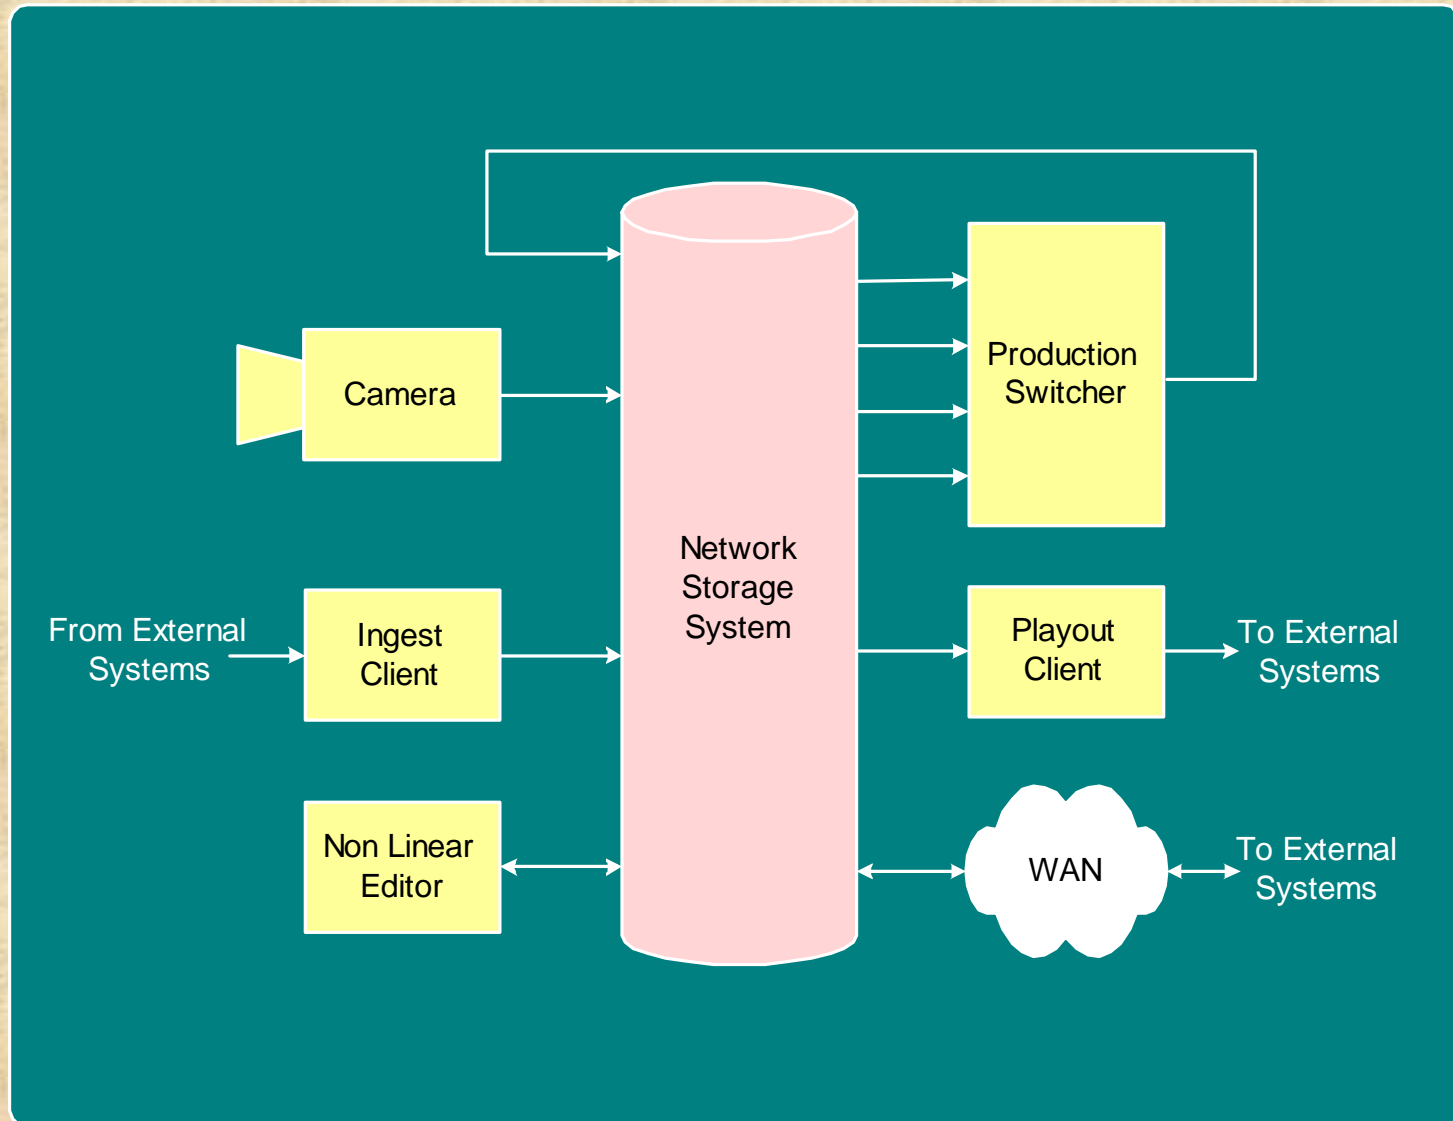 Camera
Production
Switcher
Network
Storage
System
From External
Systems
Ingest
Client
Playout
Client
To External
Systems
Non Linear
Editor
WAN
To External
Systems